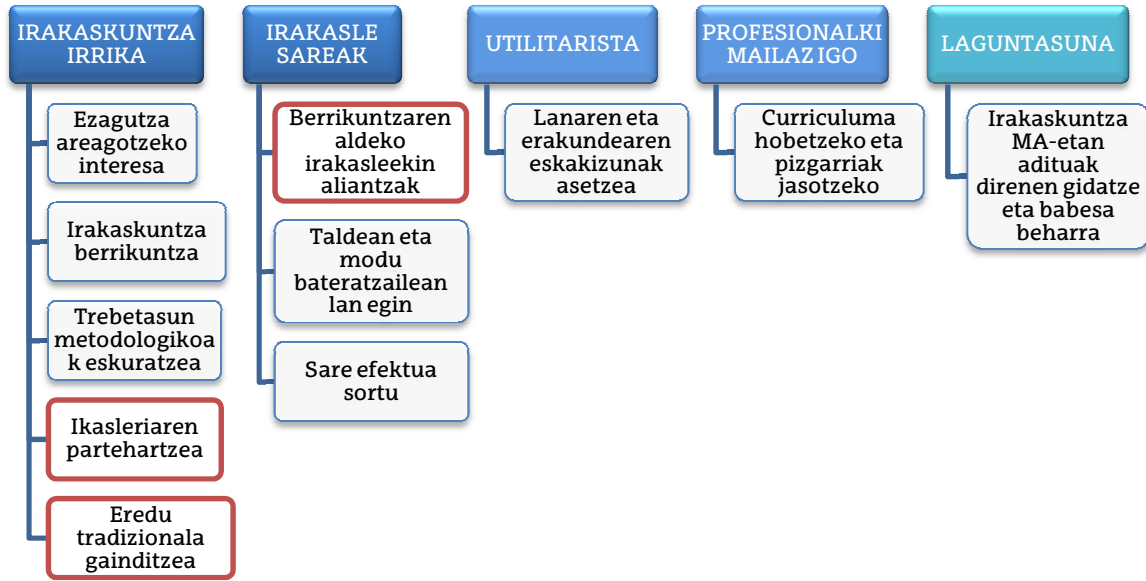 IRAKASKUNTZA
IRRIKA
Ezagutza
areagotzeko
interesa
Irakaskuntza
berrikuntza
Trebetasun
metodologikoa
k eskuratzea
Ikasleriaren
partehartzea
Eredu
tradizionala
gainditzea
IRAKASLE
SAREAK
Berrikuntzaren
aldeko
irakasleekin
aliantzak
Taldean eta
modu
bateratzailean
lan egin
Sare efektua
sortu
UTILITARISTA
Lanaren eta
erakundearen
eskakizunak
asetzea
PROFESIONALKI
MAILAZ IGO
Curriculuma
hobetzeko eta
pizgarriak
jasotzeko
LAGUNTASUNA
Irakaskuntza
MA-etan
adituak
direnen gidatze
eta babesa
beharra